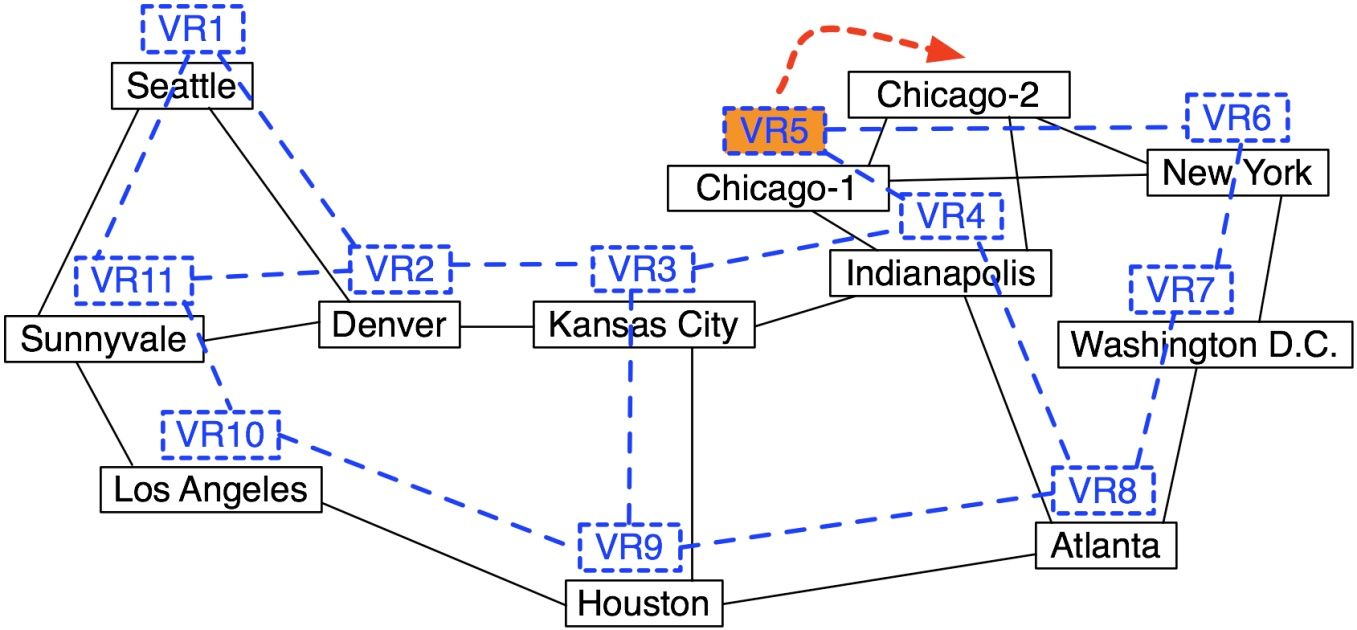 VR1
Seattle
Chicago-2
VR5
VR6
Chicago-1
New York
VR4
VR11
VR2
VR3
Indianapolis
VR7
Sunnyvale
Denver
Kansas City
Washington D.C.
VR10
Los Angeles
VR8
VR9
Atlanta
Houston